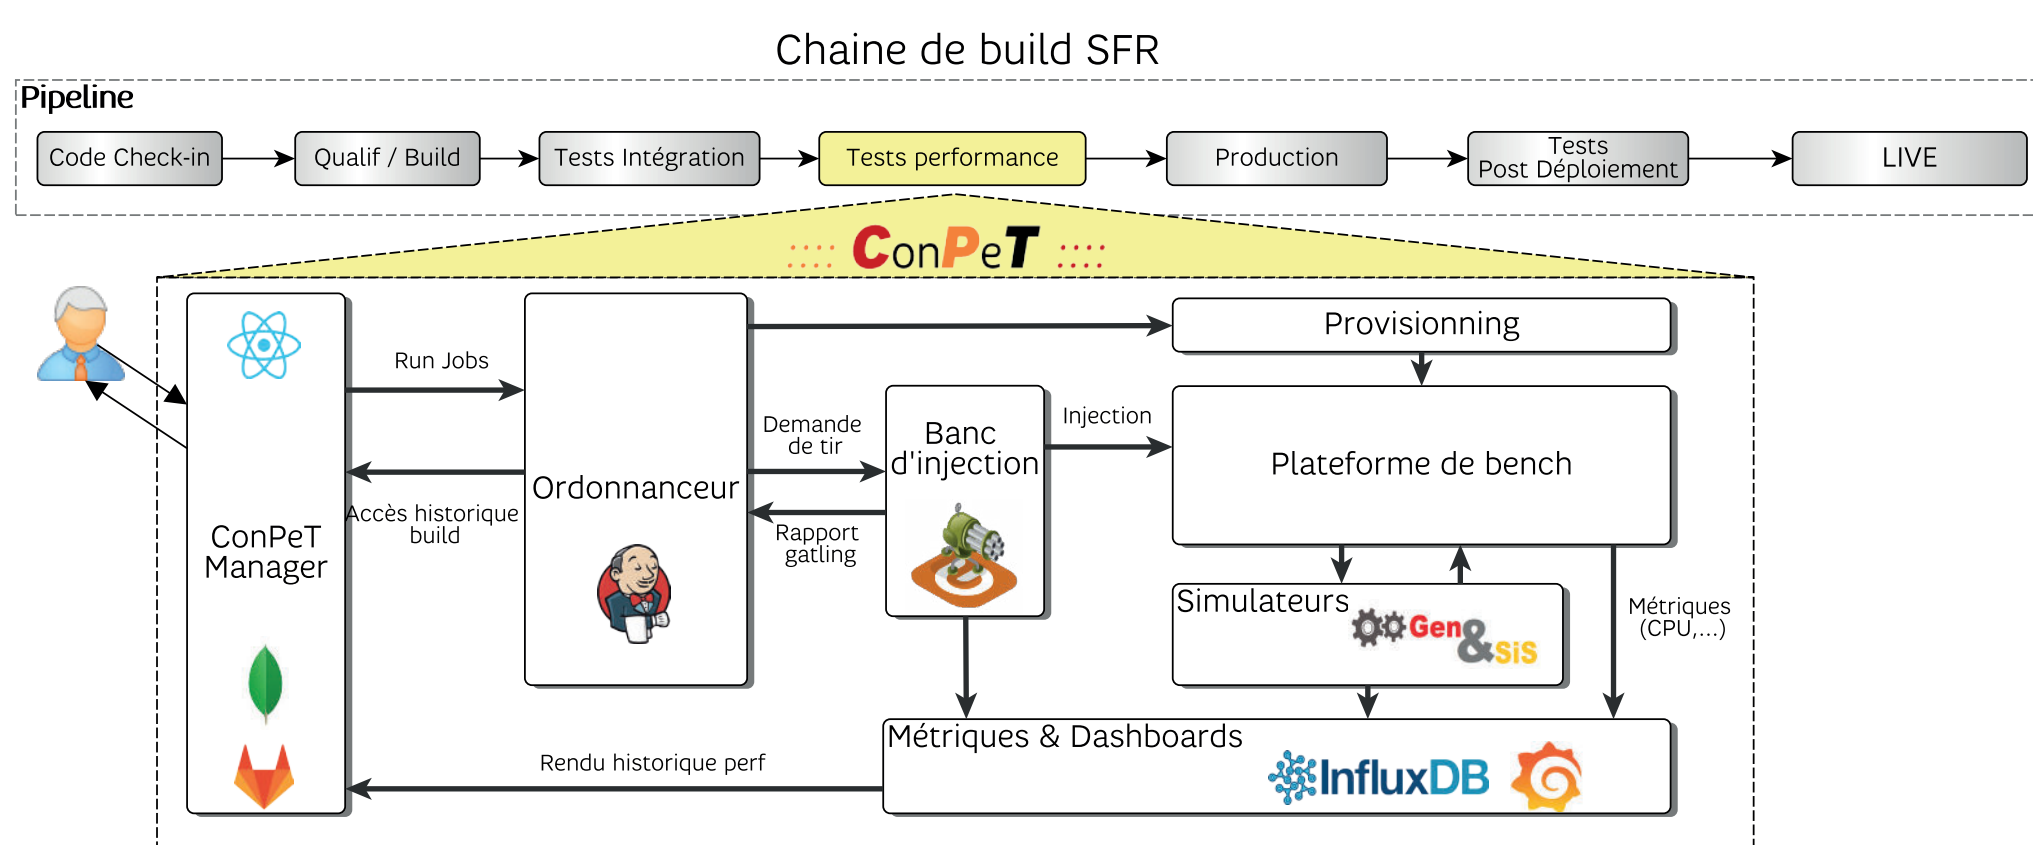 Chaine de build SFR
Pipeline
Code Check-in
Qualif / Build
Tests Intégration
Tests performance
Production
Tests
Post Déploiement
LIVE
ConPeT
Provisionning
Run Jobs
Demande
de tir
Banc
d'injection
Injection
Plateforme de bench
Ordonnanceur
Accès historique
build
Rapport
gatling
ConPeT
Manager
Simulateurs
Gen&SiS
Métriques
(CPU,...)
Métriques & Dashboards
InfluxDB
Rendu historique perf